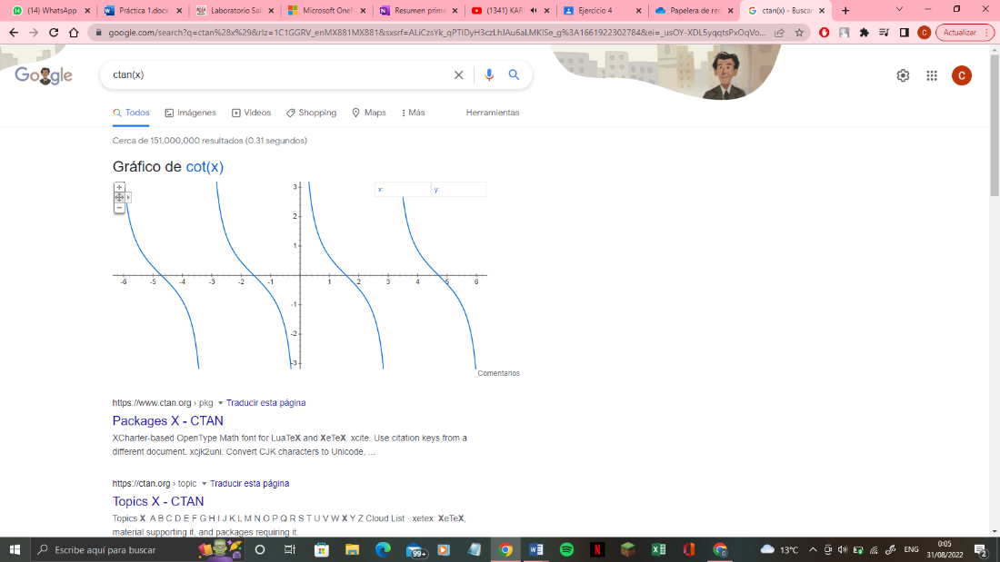 (14) WhatsApp
Práctica 1.docx
Laboratorio Sala
Microsoft OneN
Resumen prime
(1341) KAR
Ejercicio 4
Papelera de rec
ctan(x) - Buscar
google.com/search?q=ctan%28x%29&rlz=1C1GGRV_enMX881MX881&sxsrf=ALiCzsYk_qPTIDyH3czLhJAu6aLMKISe_g%3A1661922302784&ei=_usOY-XDL5yqqtsPxOqVo...
Actualizar
Google
ctan(x)
C
Todos
Imágenes
Videos
Shopping
Maps
Más
Herramientas
Cerca de 151,000,000 resultados (0.31 segundos)
Gráfico de cot(x)
x:
y:
3
2
1
-6 -5 -4 -3 -2 -1 1 2 3 4 5 6
-1
-2
-3
Comentarios
https://www.ctan.org › pkg Traducir esta página
Packages X - CTAN
XCharter-based OpenType Math font for LuaTeX and XeTeX. xcite. Use citation keys from a
different document. xcjk2uni. Convert CJK characters to Unicode, ...
https://ctan.org › topic Traducir esta página
Topics X - CTAN
Topics X. A B C D E F G H I J K L M N O P Q R S T U V W X Y Z Cloud List · xetex. XeTeX,
material supporting it, and packages requiring it.
Escribe aquí para buscar
99+
13°C
ENG
0:05
31/08/2022
2